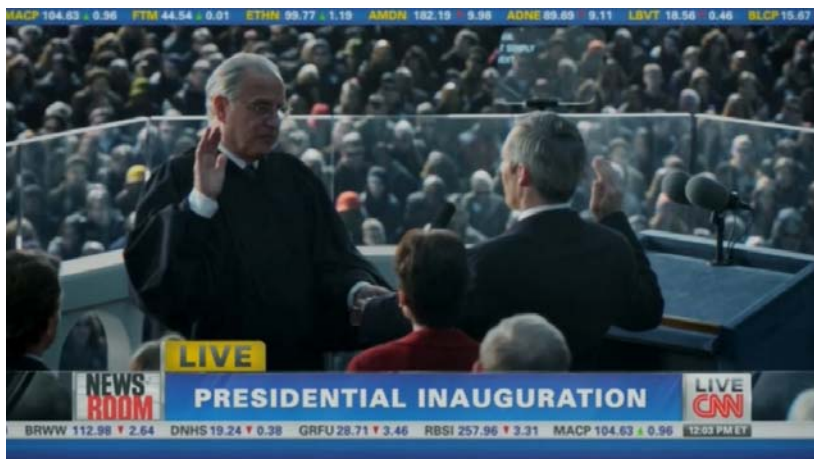 MACP 104.63 ▲ 0.96 FTM 44.54 ▲ 0.01 ETHN 99.77 ▲ 1.19 AMDN 182.19 ▼ 9.98 ADNE 89.69 ▼ 9.11 LBVT 18.56 ▼ 0.46 BLCP 15.67
LIVE
NEWS
ROOM
PRESIDENTIAL INAUGURATION
LIVE
CNN
BRWW 112.98 ▼ 2.64 DNHS 19.24 ▼ 0.38 GRFU 28.71 ▼ 3.46 RBSI 257.96 ▼ 3.31 MACP 104.63 ▲ 0.96 12:03 PM ET